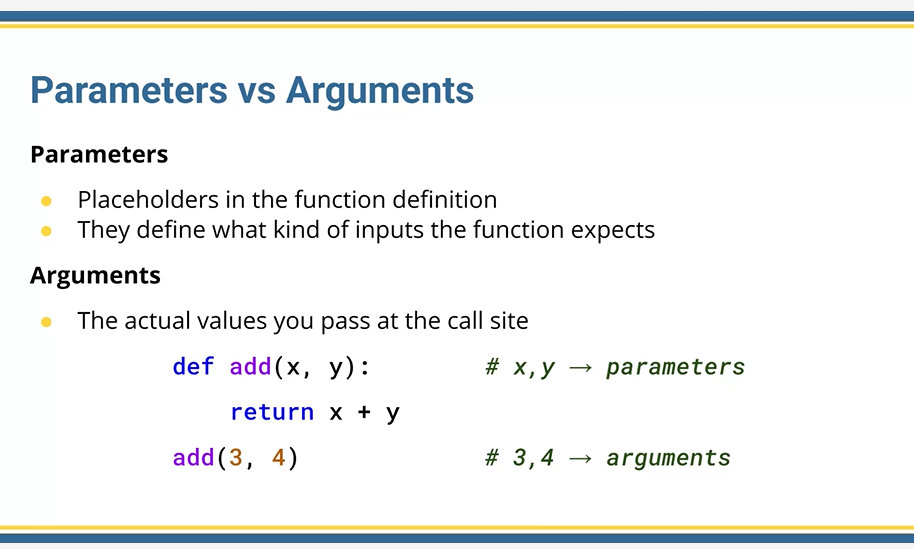 Parameters vs Arguments
Parameters
● Placeholders in the function definition
● They define what kind of inputs the function expects
Arguments
● The actual values you pass at the call site
def add(x, y): # x,y → parameters
return x + y
add(3, 4) # 3,4 → arguments